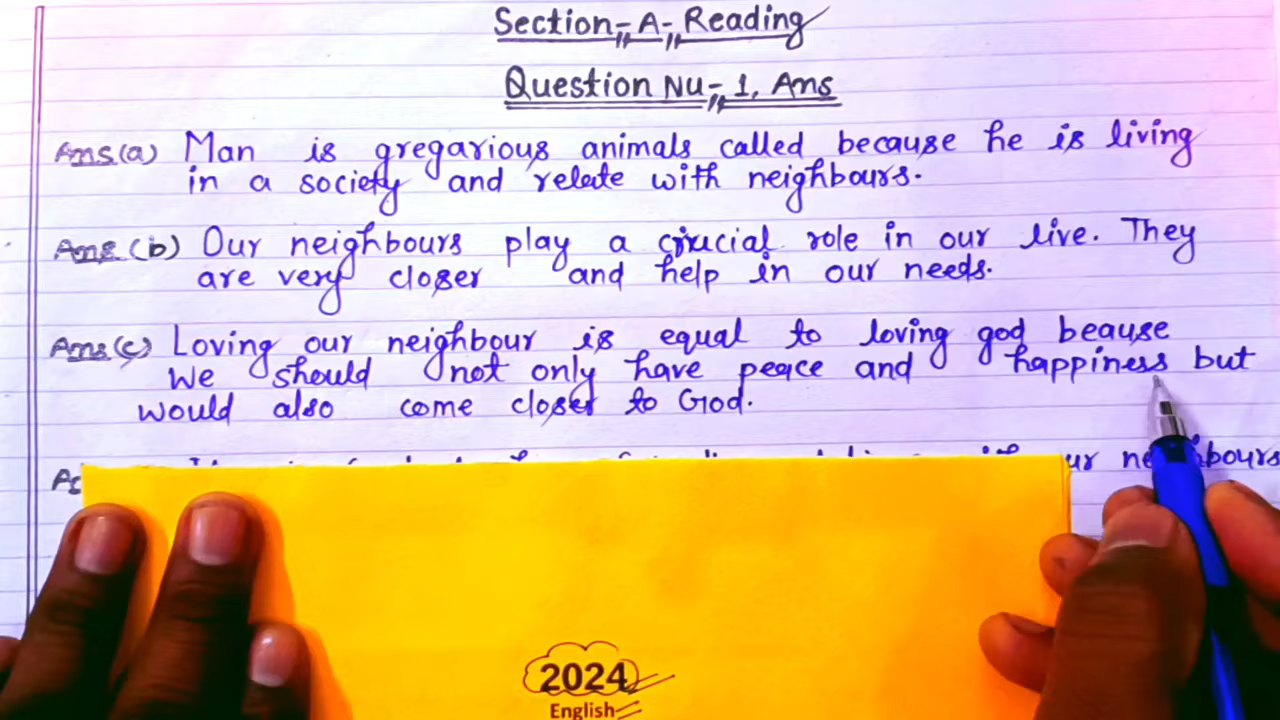 Section-A-Reading
Question Nu-1, Ans
Ans(a) Man is gregarious animals called because he is living
in a society and relate with neighbours.
Ans(b) Our neighbours play a crucial role in our live. They
are very closer and help in our needs.
Ans(c) Loving our neighbour is equal to loving god beause
We should not only have peace and happiness but
would also come closer to God.
2024
English